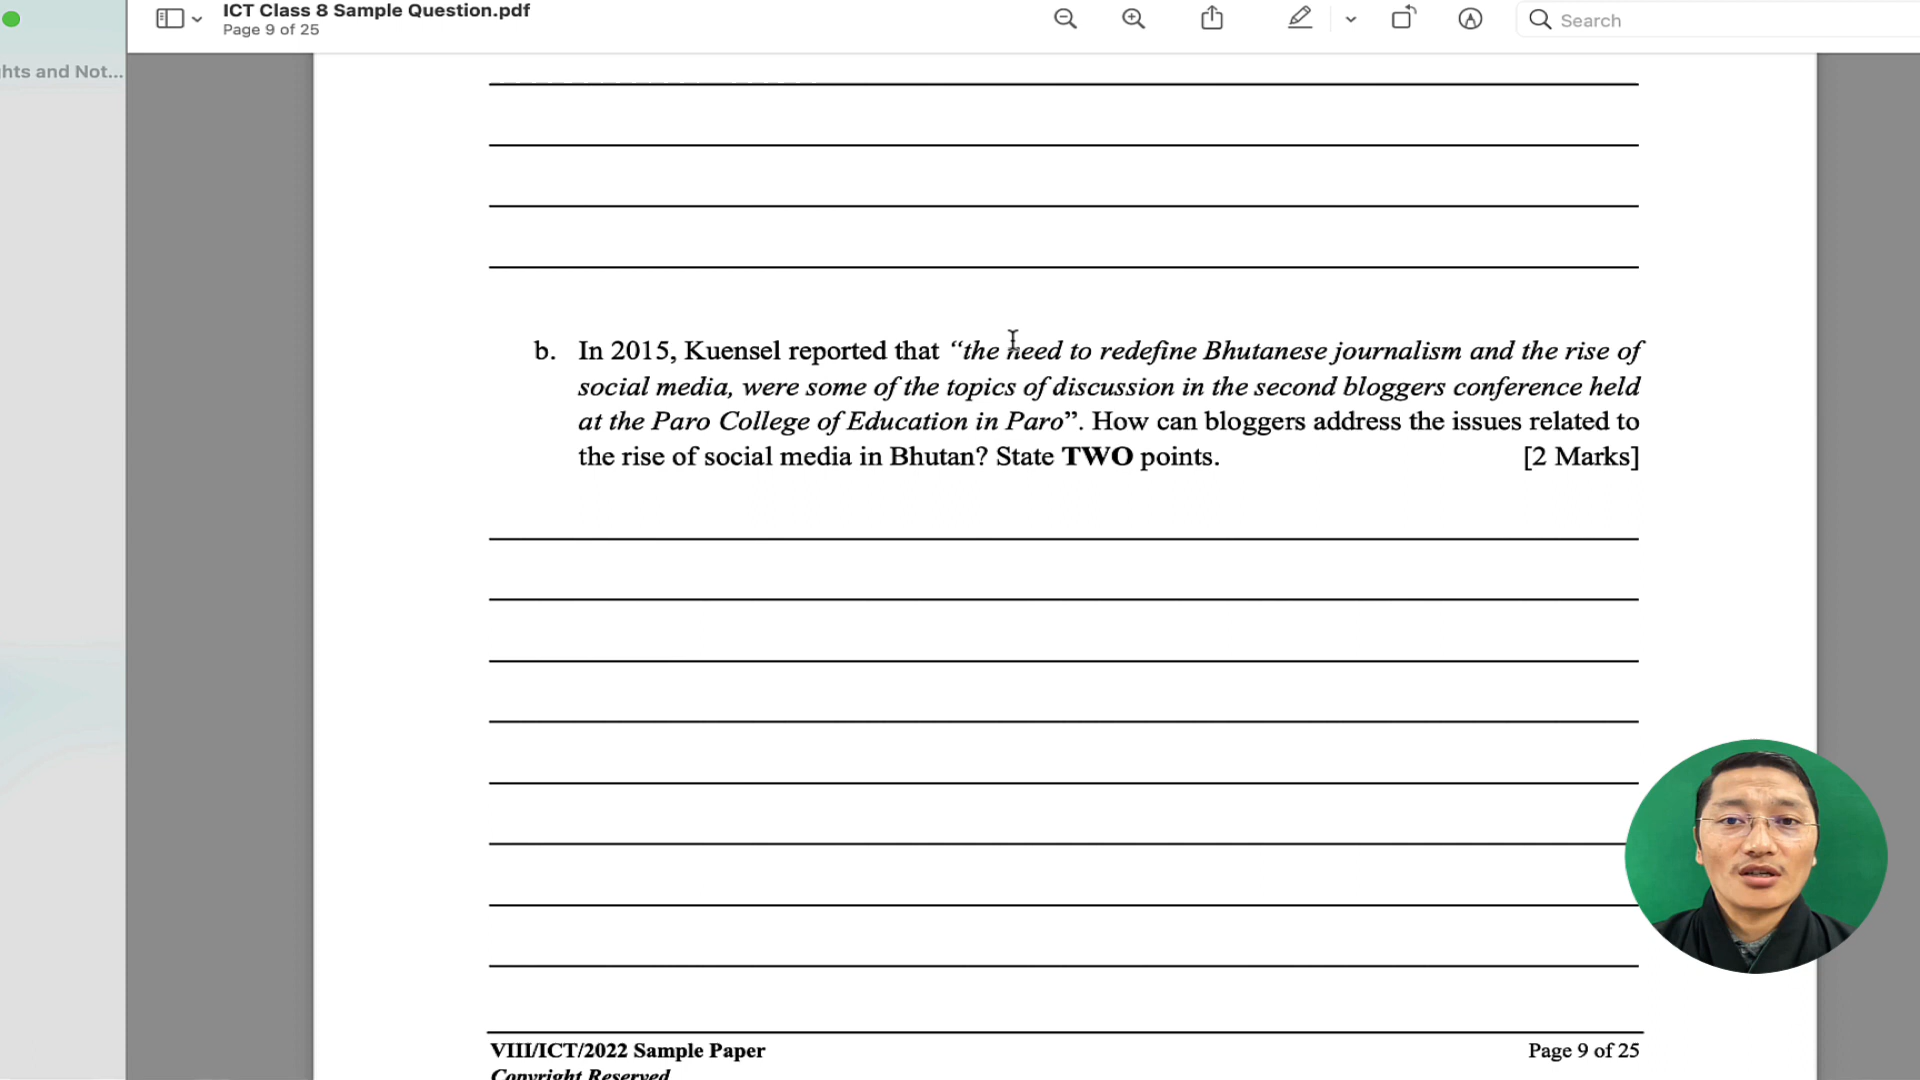 ICT Class 8 Sample Question.pdf
Page 9 of 25
Search
hts and Not...
b. In 2015, Kuensel reported that “the need to redefine Bhutanese journalism and the rise of
social media, were some of the topics of discussion in the second bloggers conference held
at the Paro College of Education in Paro”. How can bloggers address the issues related to
the rise of social media in Bhutan? State TWO points. [2 Marks]
VIII/ICT/2022 Sample Paper Page 9 of 25
Copyright Reserved